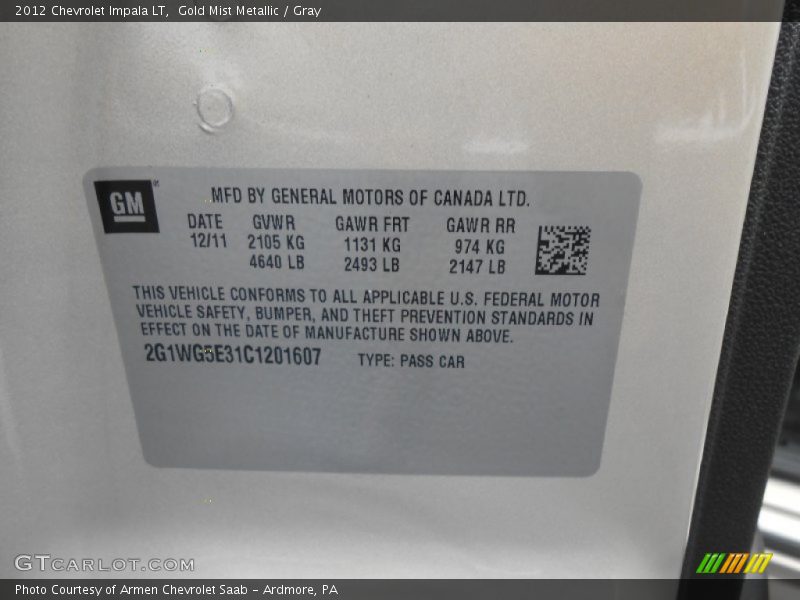 2012 Chevrolet Impala LT,  Gold Mist Metallic / Gray
GM
MFD BY GENERAL MOTORS OF CANADA LTD.
DATE GVWR GAWR FRT GAWR RR
12/11 2105 KG 1131 KG 974 KG
4640 LB 2493 LB 2147 LB
THIS VEHICLE CONFORMS TO ALL APPLICABLE U.S. FEDERAL MOTOR
VEHICLE SAFETY, BUMPER, AND THEFT PREVENTION STANDARDS IN
EFFECT ON THE DATE OF MANUFACTURE SHOWN ABOVE.
2G1WG5E31C1201607 TYPE: PASS CAR
GTCARLOT.COM
Photo Courtesy of Armen Chevrolet Saab – Ardmore, PA